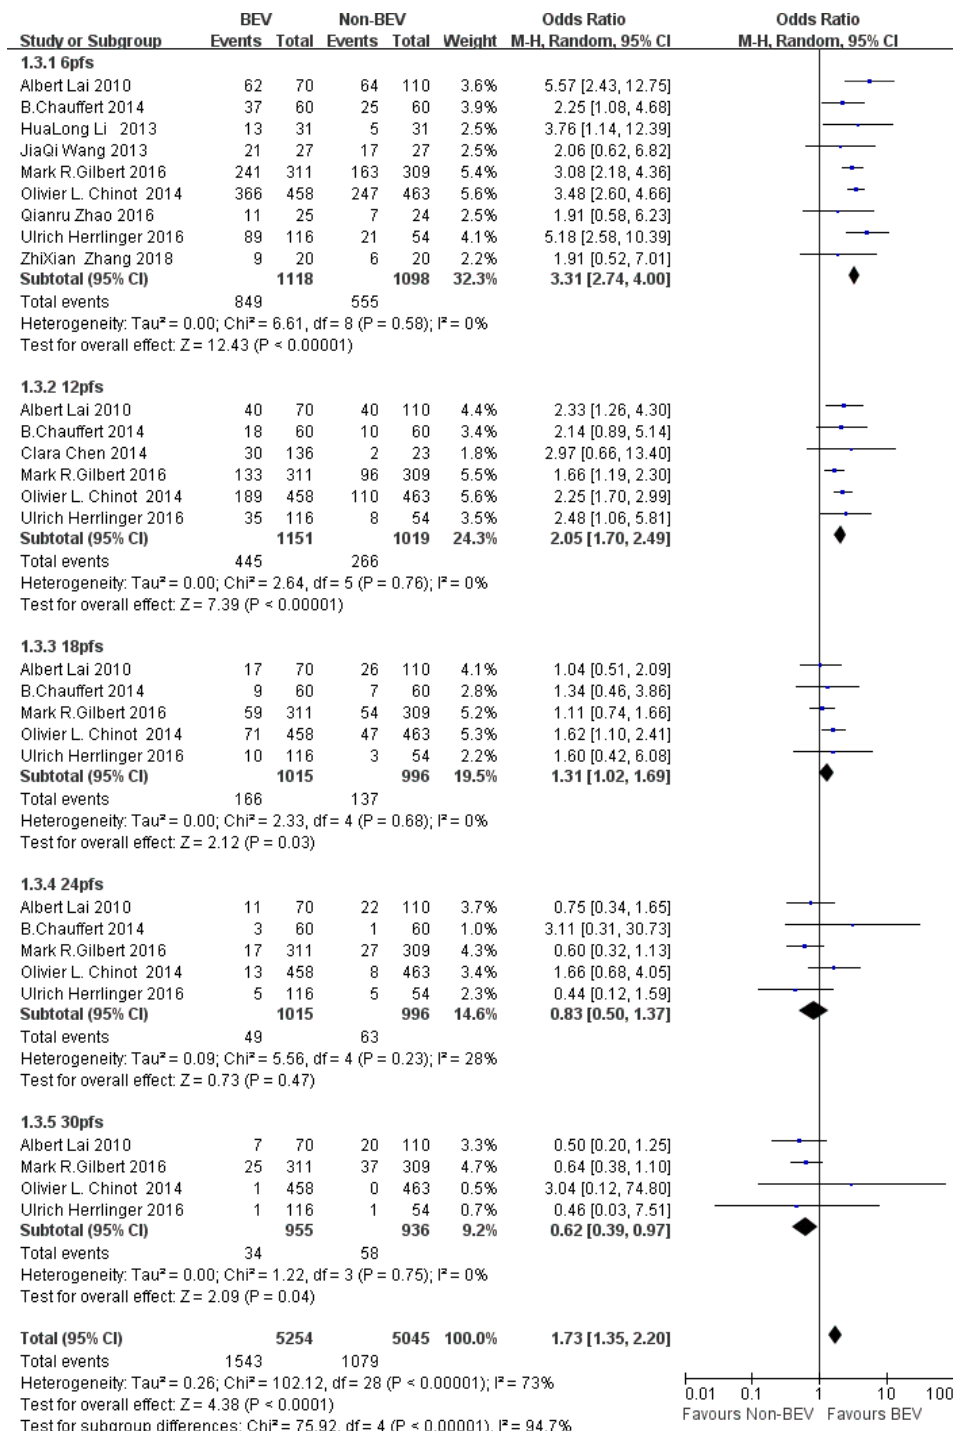 BEV Non-BEV Odds Ratio Odds Ratio
Study or Subgroup Events Total Events Total Weight M-H, Random, 95% CI M-H, Random, 95% CI
1.3.1 6pfs
Albert Lai 2010 62 70 64 110 3.6% 5.57 [2.43, 12.75]
B.Chauffert 2014 37 60 25 60 3.9% 2.25 [1.08, 4.68]
HuaLong Li 2013 13 31 5 31 2.5% 3.76 [1.14, 12.39]
JiaQi Wang 2013 21 27 17 27 2.5% 2.06 [0.62, 6.82]
Mark R.Gilbert 2016 241 311 163 309 5.4% 3.08 [2.18, 4.36]
Olivier L. Chinot 2014 366 458 247 463 5.6% 3.48 [2.60, 4.66]
Qianru Zhao 2016 11 25 7 24 2.5% 1.91 [0.58, 6.23]
Ulrich Herrlinger 2016 89 116 21 54 4.1% 5.18 [2.58, 10.39]
ZhiXian Zhang 2018 9 20 6 20 2.2% 1.91 [0.52, 7.01]
Subtotal (95% CI) 1118 1098 32.3% 3.31 [2.74, 4.00]
Total events 849 555
Heterogeneity: Tau² = 0.00; Chi² = 6.61, df = 8 (P = 0.58); I² = 0%
Test for overall effect: Z = 12.43 (P < 0.00001)
1.3.2 12pfs
Albert Lai 2010 40 70 40 110 4.4% 2.33 [1.26, 4.30]
B.Chauffert 2014 18 60 10 60 3.4% 2.14 [0.89, 5.14]
Clara Chen 2014 30 136 2 23 1.8% 2.97 [0.66, 13.40]
Mark R.Gilbert 2016 133 311 96 309 5.5% 1.66 [1.19, 2.30]
Olivier L. Chinot 2014 189 458 110 463 5.6% 2.25 [1.70, 2.99]
Ulrich Herrlinger 2016 35 116 8 54 3.5% 2.48 [1.06, 5.81]
Subtotal (95% CI) 1151 1019 24.3% 2.05 [1.70, 2.49]
Total events 445 266
Heterogeneity: Tau² = 0.00; Chi² = 2.64, df = 5 (P = 0.76); I² = 0%
Test for overall effect: Z = 7.39 (P < 0.00001)
1.3.3 18pfs
Albert Lai 2010 17 70 26 110 4.1% 1.04 [0.51, 2.09]
B.Chauffert 2014 9 60 7 60 2.8% 1.34 [0.46, 3.86]
Mark R.Gilbert 2016 59 311 54 309 5.2% 1.11 [0.74, 1.66]
Olivier L. Chinot 2014 71 458 47 463 5.3% 1.62 [1.10, 2.41]
Ulrich Herrlinger 2016 10 116 3 54 2.2% 1.60 [0.42, 6.08]
Subtotal (95% CI) 1015 996 19.5% 1.31 [1.02, 1.69]
Total events 166 137
Heterogeneity: Tau² = 0.00; Chi² = 2.33, df = 4 (P = 0.68); I² = 0%
Test for overall effect: Z = 2.12 (P = 0.03)
1.3.4 24pfs
Albert Lai 2010 11 70 22 110 3.7% 0.75 [0.34, 1.65]
B.Chauffert 2014 3 60 1 60 1.0% 3.11 [0.31, 30.73]
Mark R.Gilbert 2016 17 311 27 309 4.3% 0.60 [0.32, 1.13]
Olivier L. Chinot 2014 13 458 8 463 3.4% 1.66 [0.68, 4.05]
Ulrich Herrlinger 2016 5 116 5 54 2.3% 0.44 [0.12, 1.59]
Subtotal (95% CI) 1015 996 14.6% 0.83 [0.50, 1.37]
Total events 49 63
Heterogeneity: Tau² = 0.09; Chi² = 5.56, df = 4 (P = 0.23); I² = 28%
Test for overall effect: Z = 0.73 (P = 0.47)
1.3.5 30pfs
Albert Lai 2010 7 70 20 110 3.3% 0.50 [0.20, 1.25]
Mark R.Gilbert 2016 25 311 37 309 4.7% 0.64 [0.38, 1.10]
Olivier L. Chinot 2014 1 458 0 463 0.5% 3.04 [0.12, 74.80]
Ulrich Herrlinger 2016 1 116 1 54 0.7% 0.46 [0.03, 7.51]
Subtotal (95% CI) 955 936 9.2% 0.62 [0.39, 0.97]
Total events 34 58
Heterogeneity: Tau² = 0.00; Chi² = 1.22, df = 3 (P = 0.75); I² = 0%
Test for overall effect: Z = 2.09 (P = 0.04)
Total (95% CI) 5254 5045 100.0% 1.73 [1.35, 2.20]
Total events 1543 1079
Heterogeneity: Tau² = 0.26; Chi² = 102.12, df = 28 (P < 0.00001); I² = 73%
Test for overall effect: Z = 4.38 (P < 0.0001)
Test for subgroup differences: Chi² = 75.92, df = 4 (P < 0.00001), I² = 94.7%
0.01 0.1 1 10 100
Favours Non-BEV Favours BEV